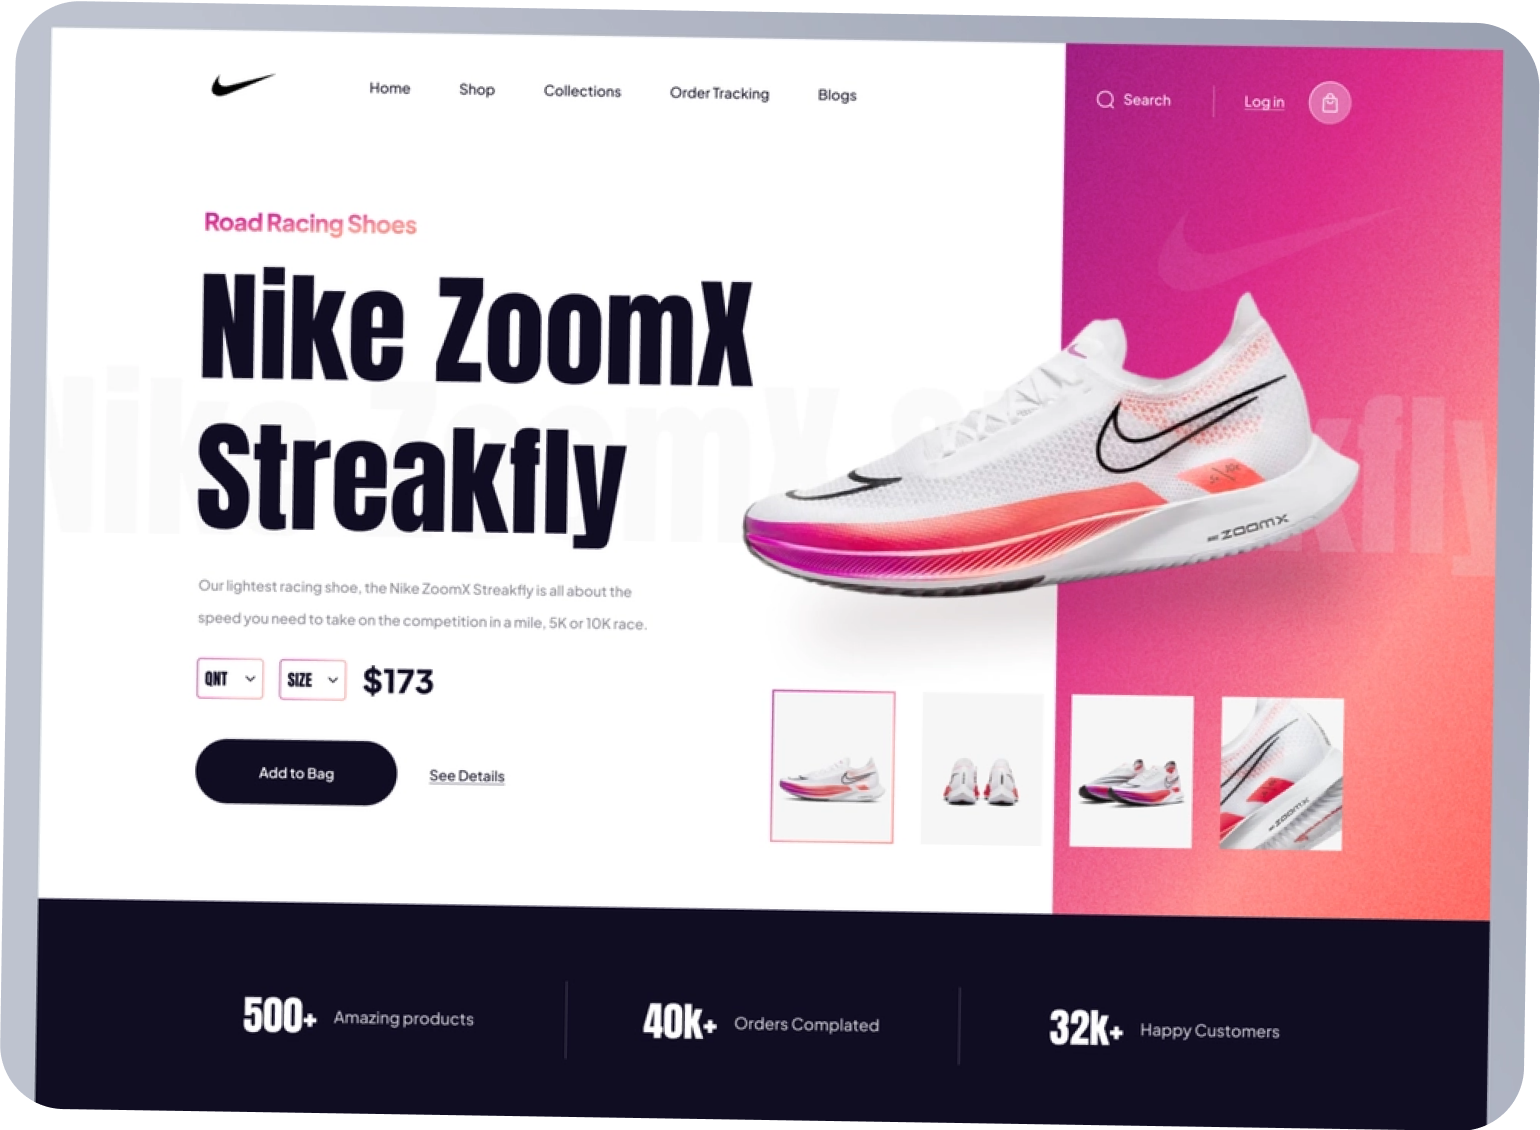 Home Shop Collections Order Tracking Blogs Search Log in
Road Racing Shoes
Nike ZoomX
Streakfly
Nike ZoomX Streakfly
Our lightest racing shoe, the Nike ZoomX Streakfly is all about the
speed you need to take on the competition in a mile, 5K or 10K race.
ZOOMX
QNT SIZE $173
Add to Bag See Details
ZOOMX
500+ Amazing products 40k+ Orders Complated 32k+ Happy Customers